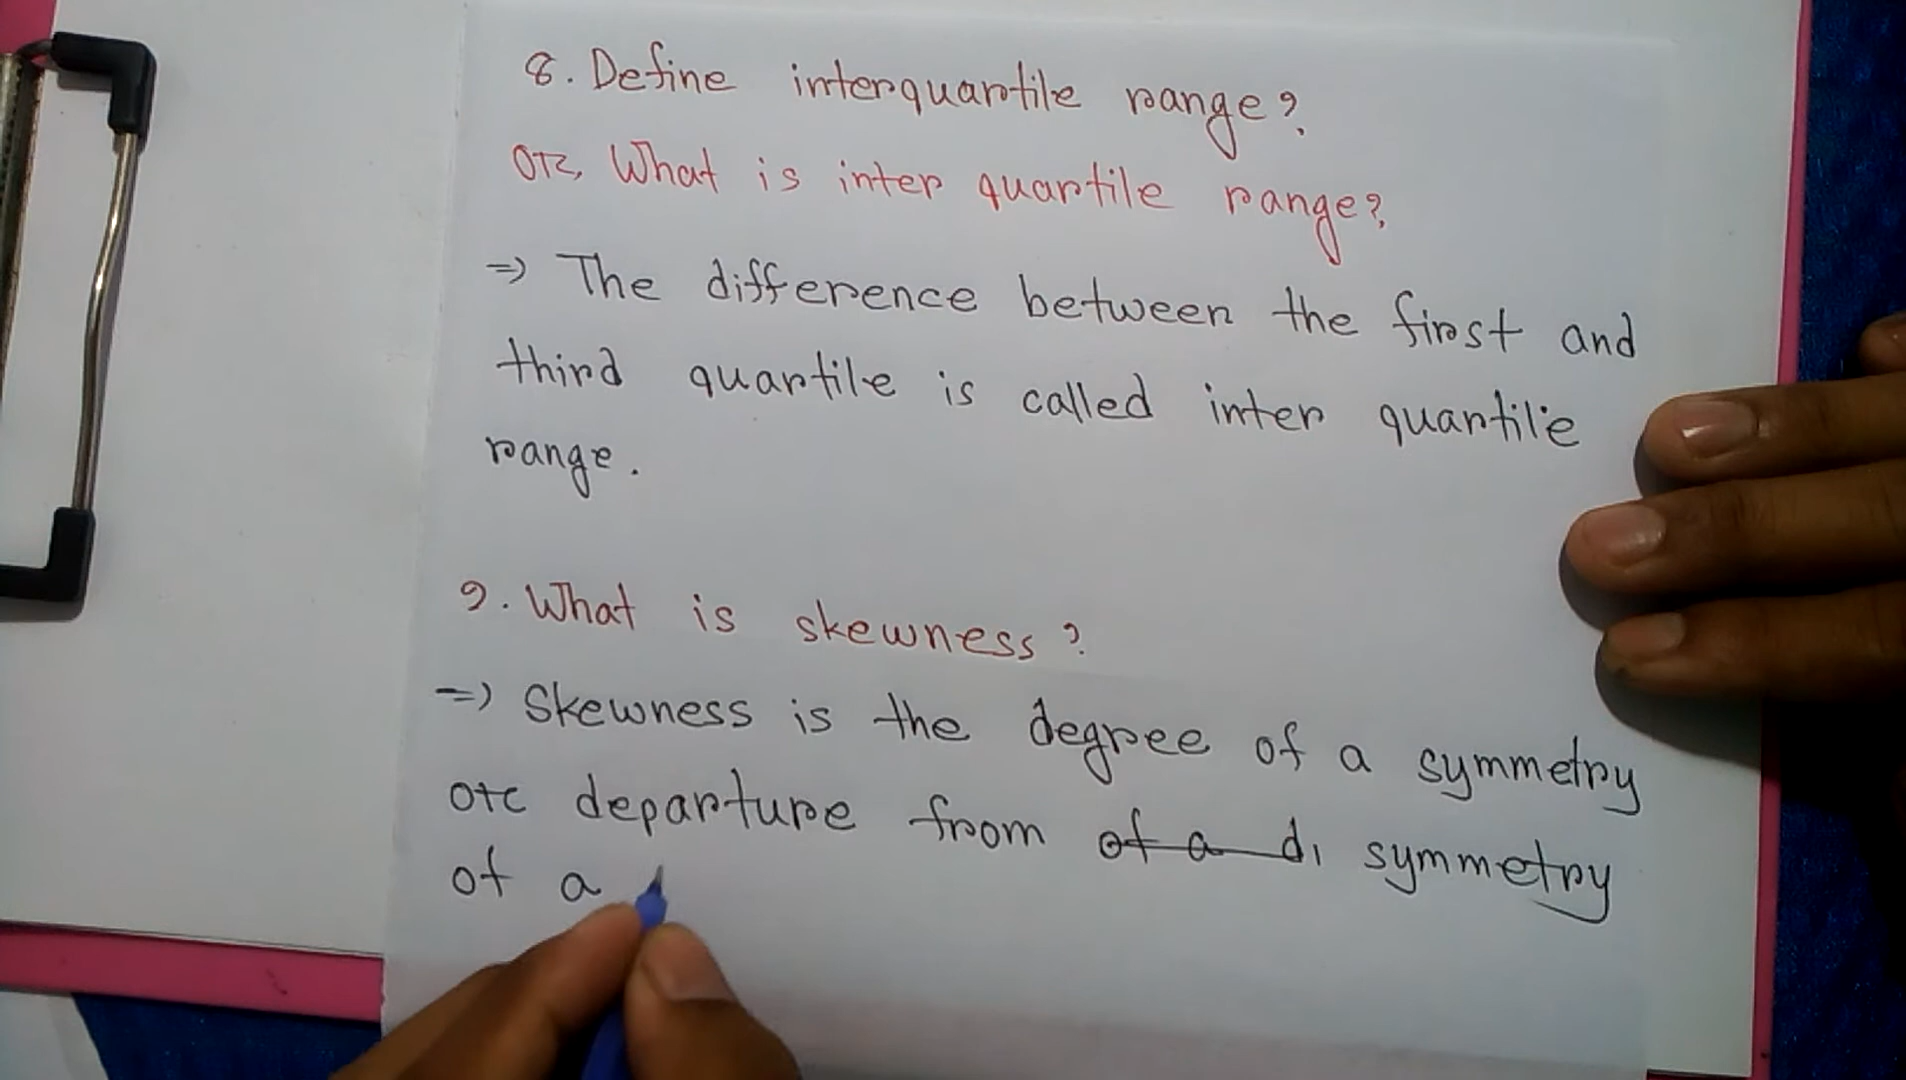 8. Define interquartile range?
Or, What is inter quartile range?
=> The difference between the first and
third quartile is called inter quartile
range.
9. What is skewness?
=> Skewness is the degree of a symmetry
or departure from of a di symmetry
of a